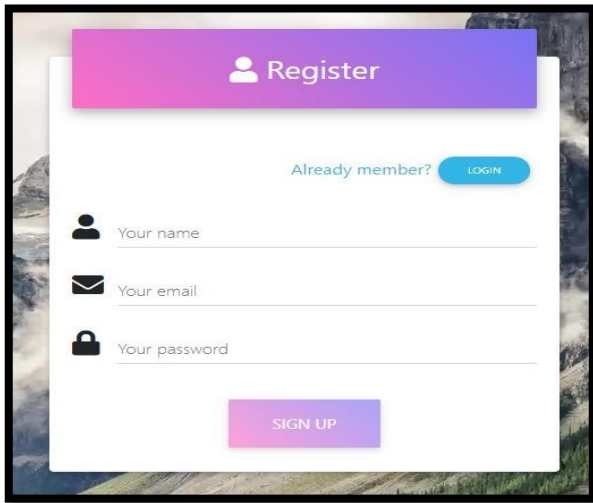 Register
Already member? LOGIN
Your name
Your email
Your password
SIGN UP